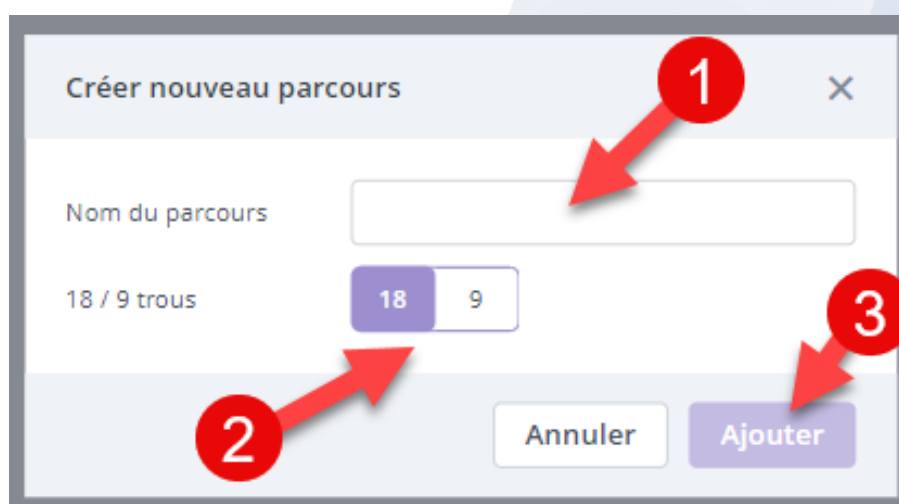 Créer nouveau parcours
1
Nom du parcours
18 / 9 trous
18 9
3
2
Annuler
Ajouter